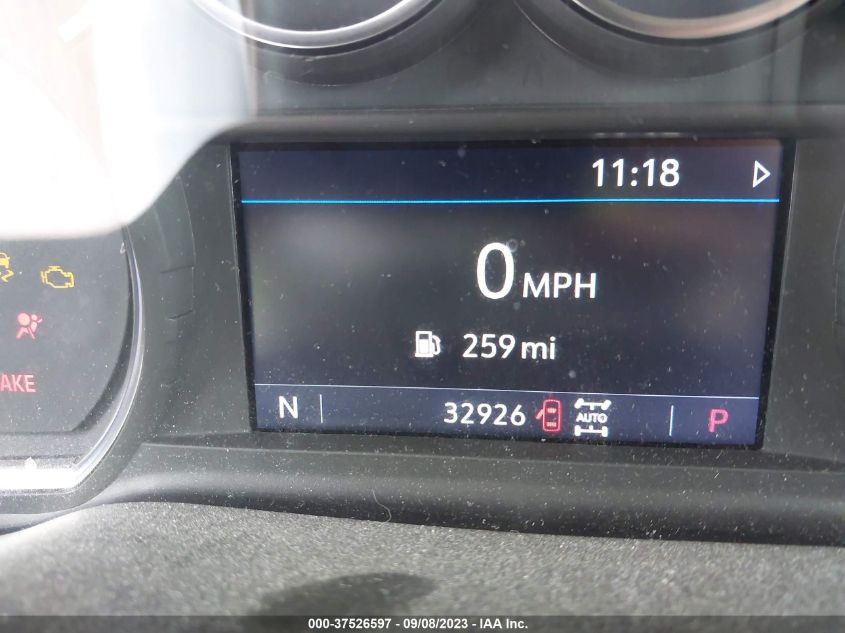 11:18
0 MPH
259 mi
AKE
N 32926 AUTO P
000-37526597 - 09/08/2023 - IAA Inc.